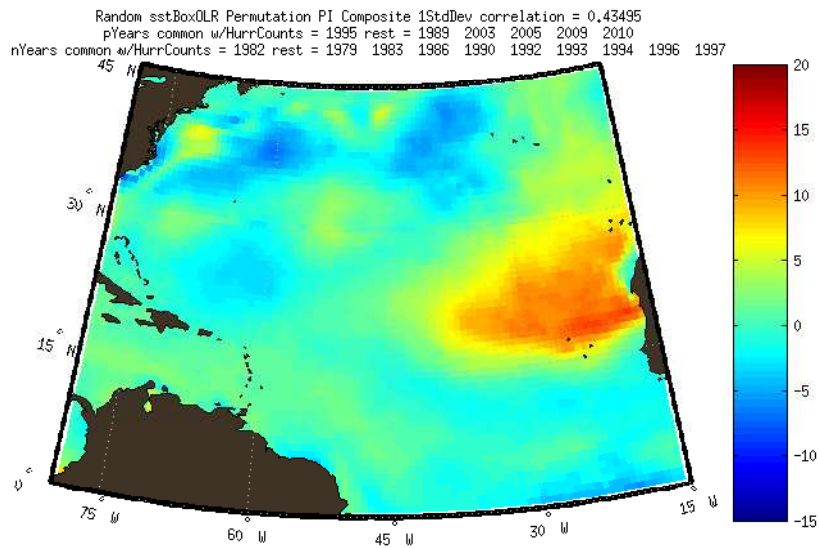 Random sstBoxOLR Permutation PI Composite 1StdDev correlation = 0.43495
pYears common w/HurrCounts = 1995 rest = 1989 2003 2005 2009 2010
nYears common w/HurrCounts = 1982 rest = 1979 1983 1986 1990 1992 1993 1994 1996 1997
45° N
30° N
15° N
0°
75° W
60° W
45° W
30° W
15° W
20
15
10
5
0
-5
-10
-15